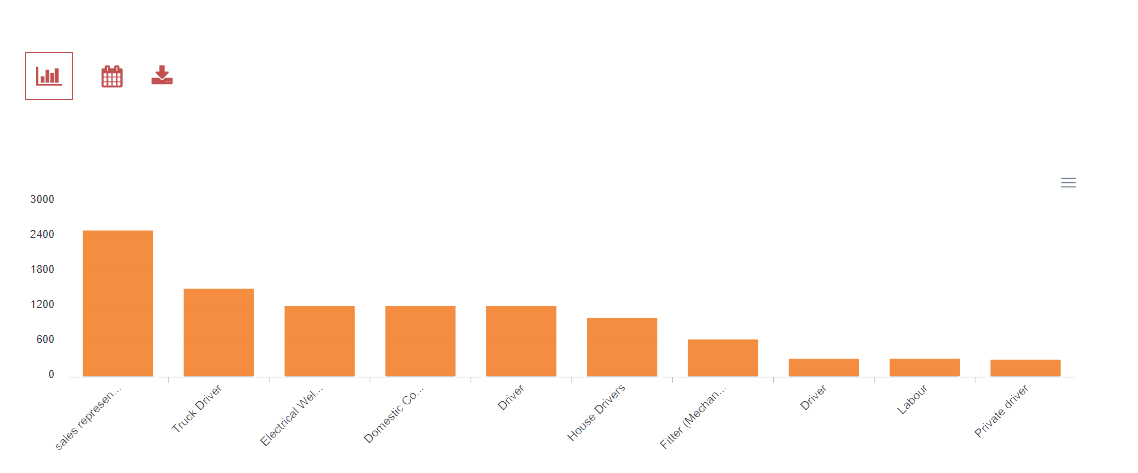 3000
2400
1800
1200
600
0
sales represen...
Truck Driver
Electrical Wel...
Domestic Co...
Driver
House Drivers
Fitter (Mechan...
Driver
Labour
Private driver